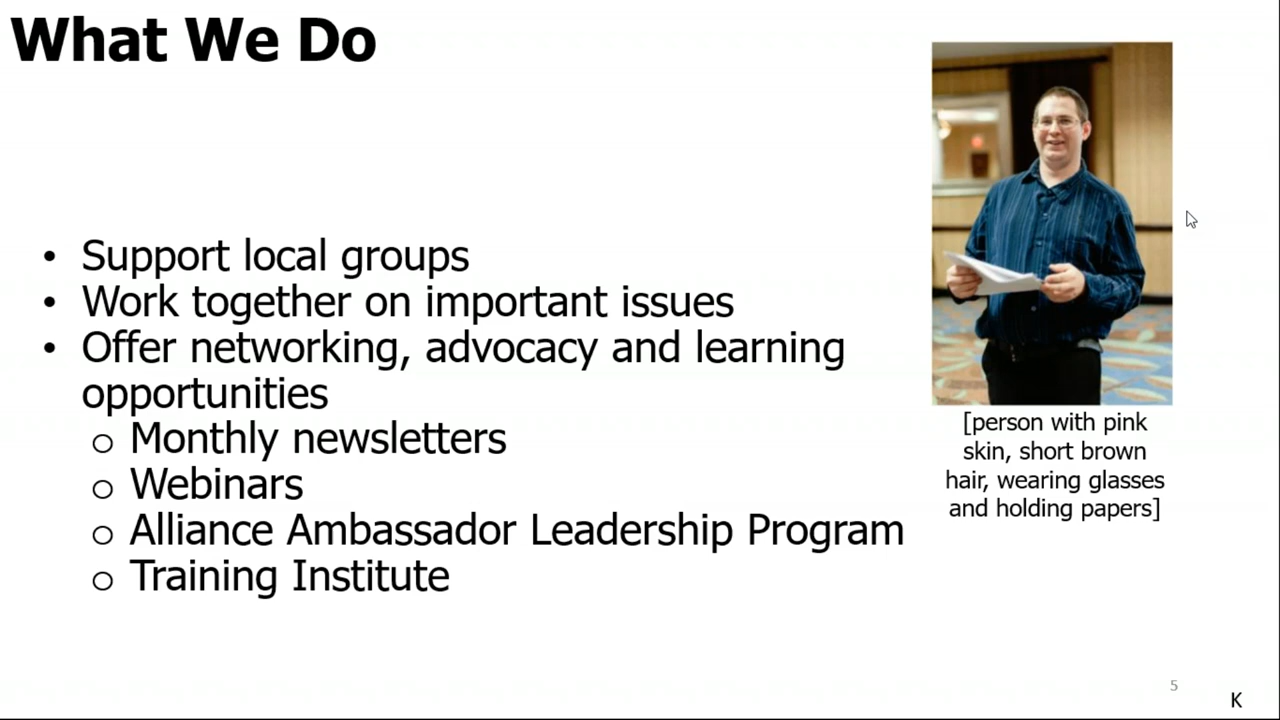 What We Do
• Support local groups
• Work together on important issues
• Offer networking, advocacy and learning
opportunities
o Monthly newsletters
o Webinars
o Alliance Ambassador Leadership Program
o Training Institute
[person with pink
skin, short brown
hair, wearing glasses
and holding papers]
5
K